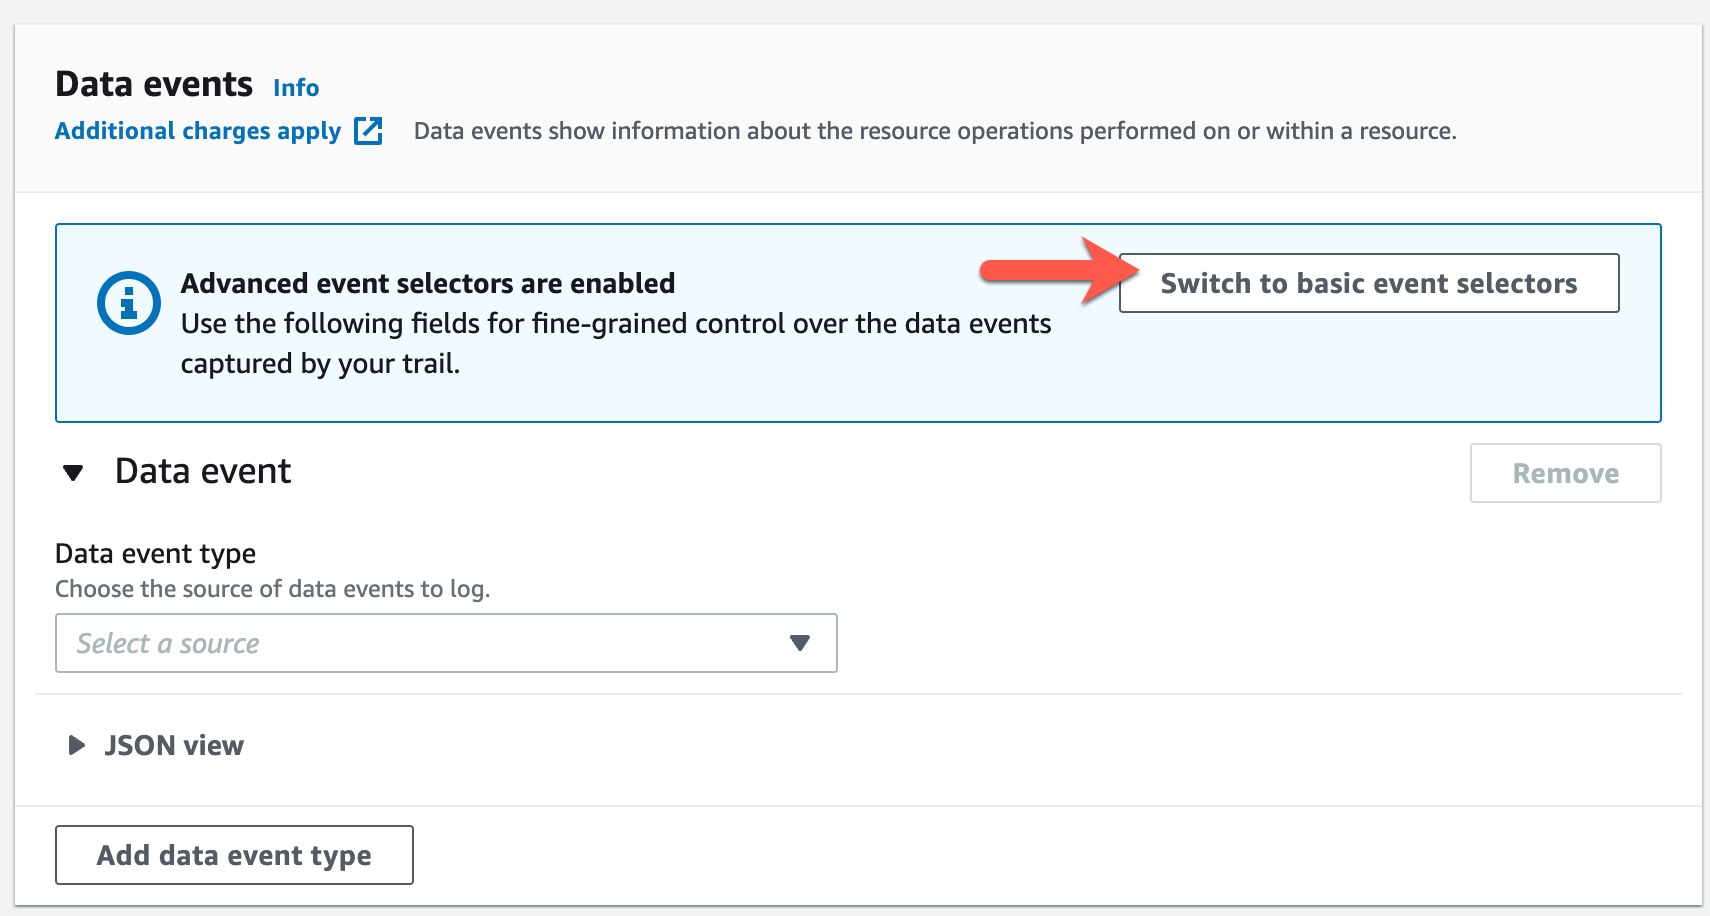 Data events Info
Additional charges apply Data events show information about the resource operations performed on or within a resource.
Advanced event selectors are enabled
Switch to basic event selectors
Use the following fields for fine-grained control over the data events
captured by your trail.
Data event
Remove
Data event type
Choose the source of data events to log.
Select a source
JSON view
Add data event type